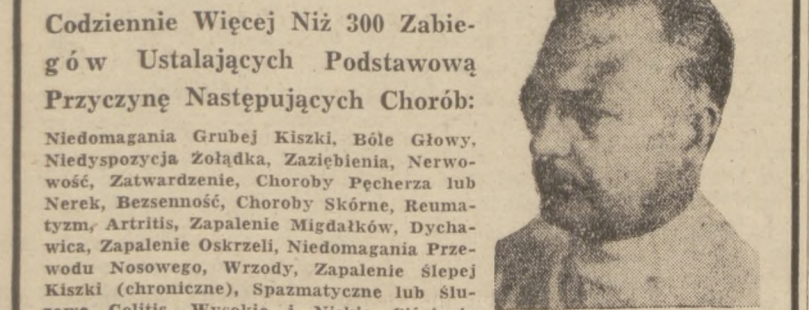 Codziennie Więcej Niż 300 Zabie-
gów Ustalających Podstawową
Przyczynę Następujących Chorób:
Niedomagania Grubej Kiszki, Bóle Głowy,
Niedyspozycja Żołądka, Zaziębienia, Nerwo-
wość, Zatwardzenie, Choroby Pęcherza lub
Nerek, Bezsenność, Choroby Skórne, Reuma-
tyzm, Artritis, Zapalenie Migdałków, Dycha-
wica, Zapalenie Oskrzeli, Niedomagania Prze-
wodu Nosowego, Wrzody, Zapalenie ślepej
Kiszki (chroniczne), Spazmatyczne lub Ślu-
Colitis, Wysokie i